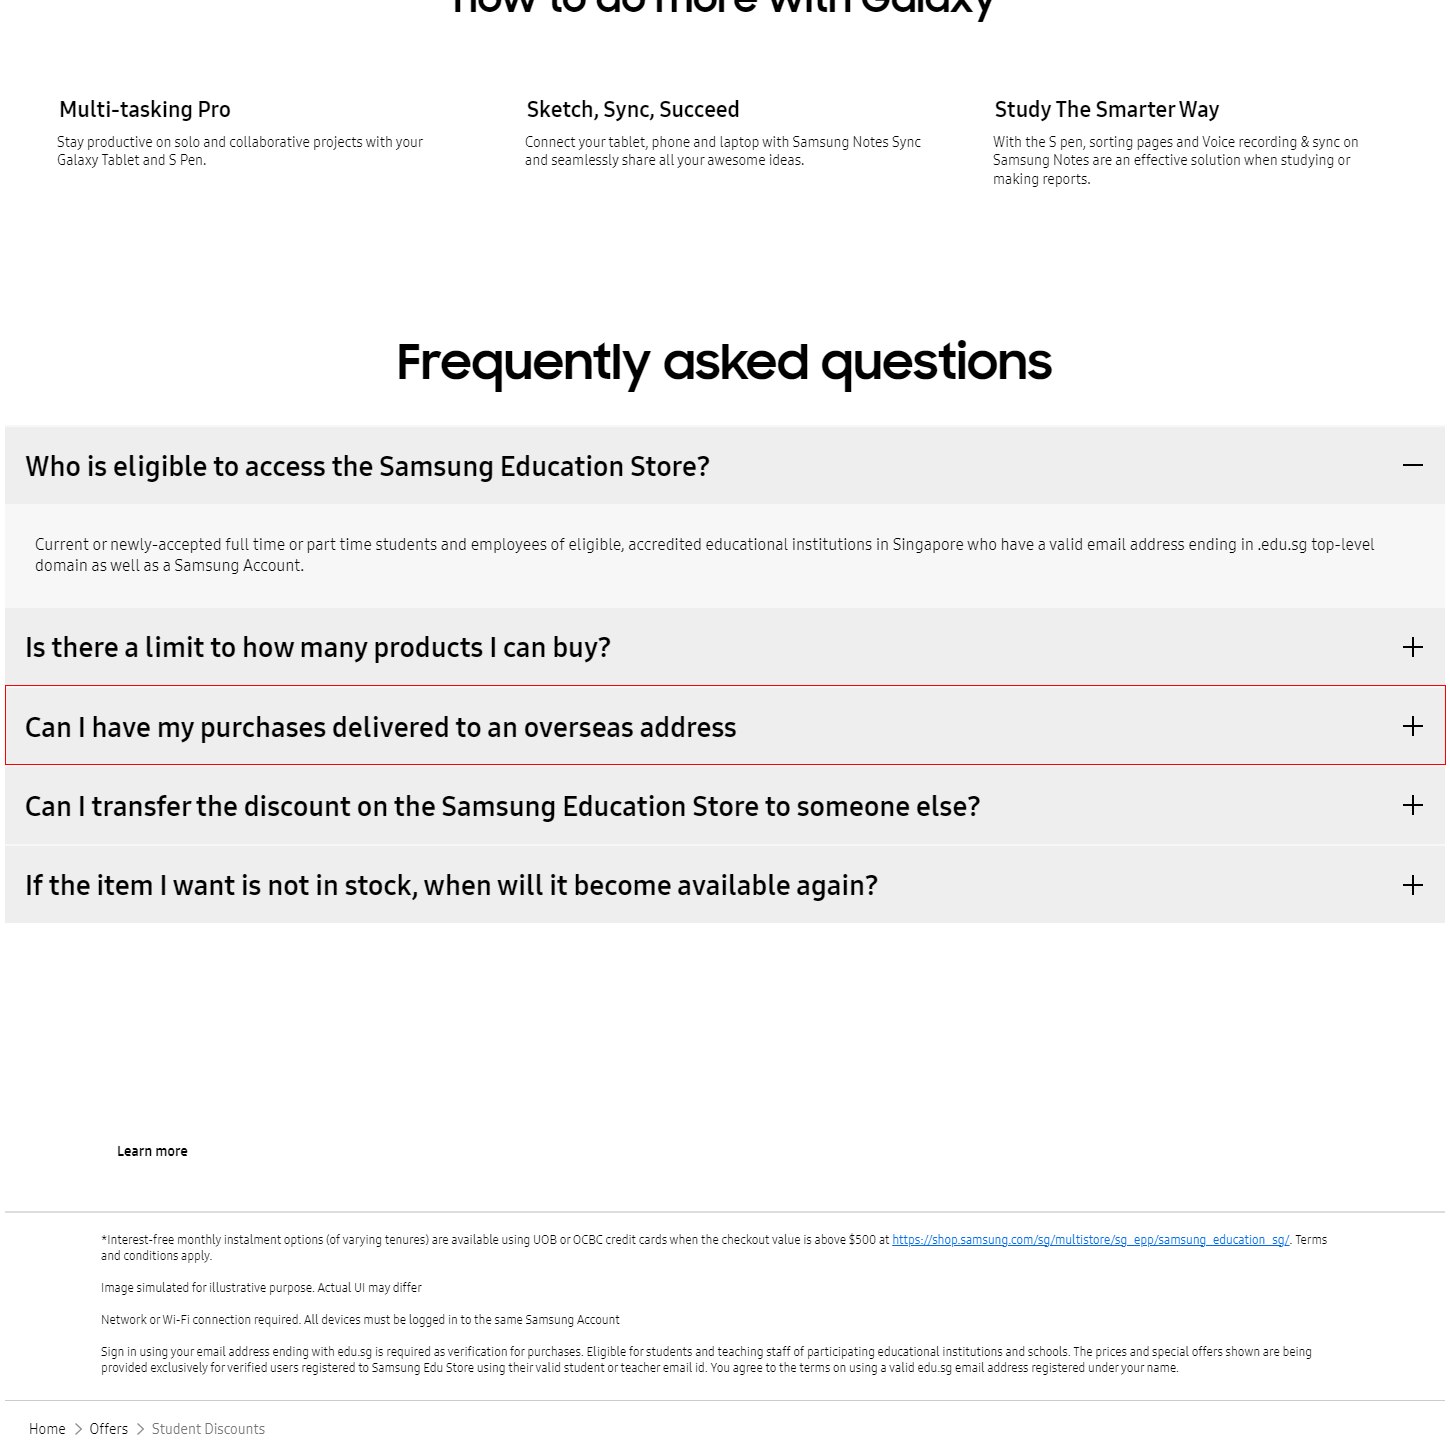 how to do more with Galaxy
Multi-tasking Pro
Stay productive on solo and collaborative projects with your
Galaxy Tablet and S Pen.
Sketch, Sync, Succeed
Connect your tablet, phone and laptop with Samsung Notes Sync
and seamlessly share all your awesome ideas.
Study The Smarter Way
With the S pen, sorting pages and Voice recording & sync on
Samsung Notes are an effective solution when studying or
making reports.
Frequently asked questions
Who is eligible to access the Samsung Education Store?
Current or newly-accepted full time or part time students and employees of eligible, accredited educational institutions in Singapore who have a valid email address ending in .edu.sg top-level
domain as well as a Samsung Account.
Is there a limit to how many products I can buy?
Can I have my purchases delivered to an overseas address
Can I transfer the discount on the Samsung Education Store to someone else?
If the item I want is not in stock, when will it become available again?
Learn more
*Interest-free monthly instalment options (of varying tenures) are available using UOB or OCBC credit cards when the checkout value is above $500 at https://shop.samsung.com/sg/multistore/sg_epp/samsung_education_sg/. Terms
and conditions apply.
Image simulated for illustrative purpose. Actual UI may differ
Network or Wi-Fi connection required. All devices must be logged in to the same Samsung Account
Sign in using your email address ending with edu.sg is required as verification for purchases. Eligible for students and teaching staff of participating educational institutions and schools. The prices and special offers shown are being
provided exclusively for verified users registered to Samsung Edu Store using their valid student or teacher email id. You agree to the terms on using a valid edu.sg email address registered under your name.
Home > Offers > Student Discounts